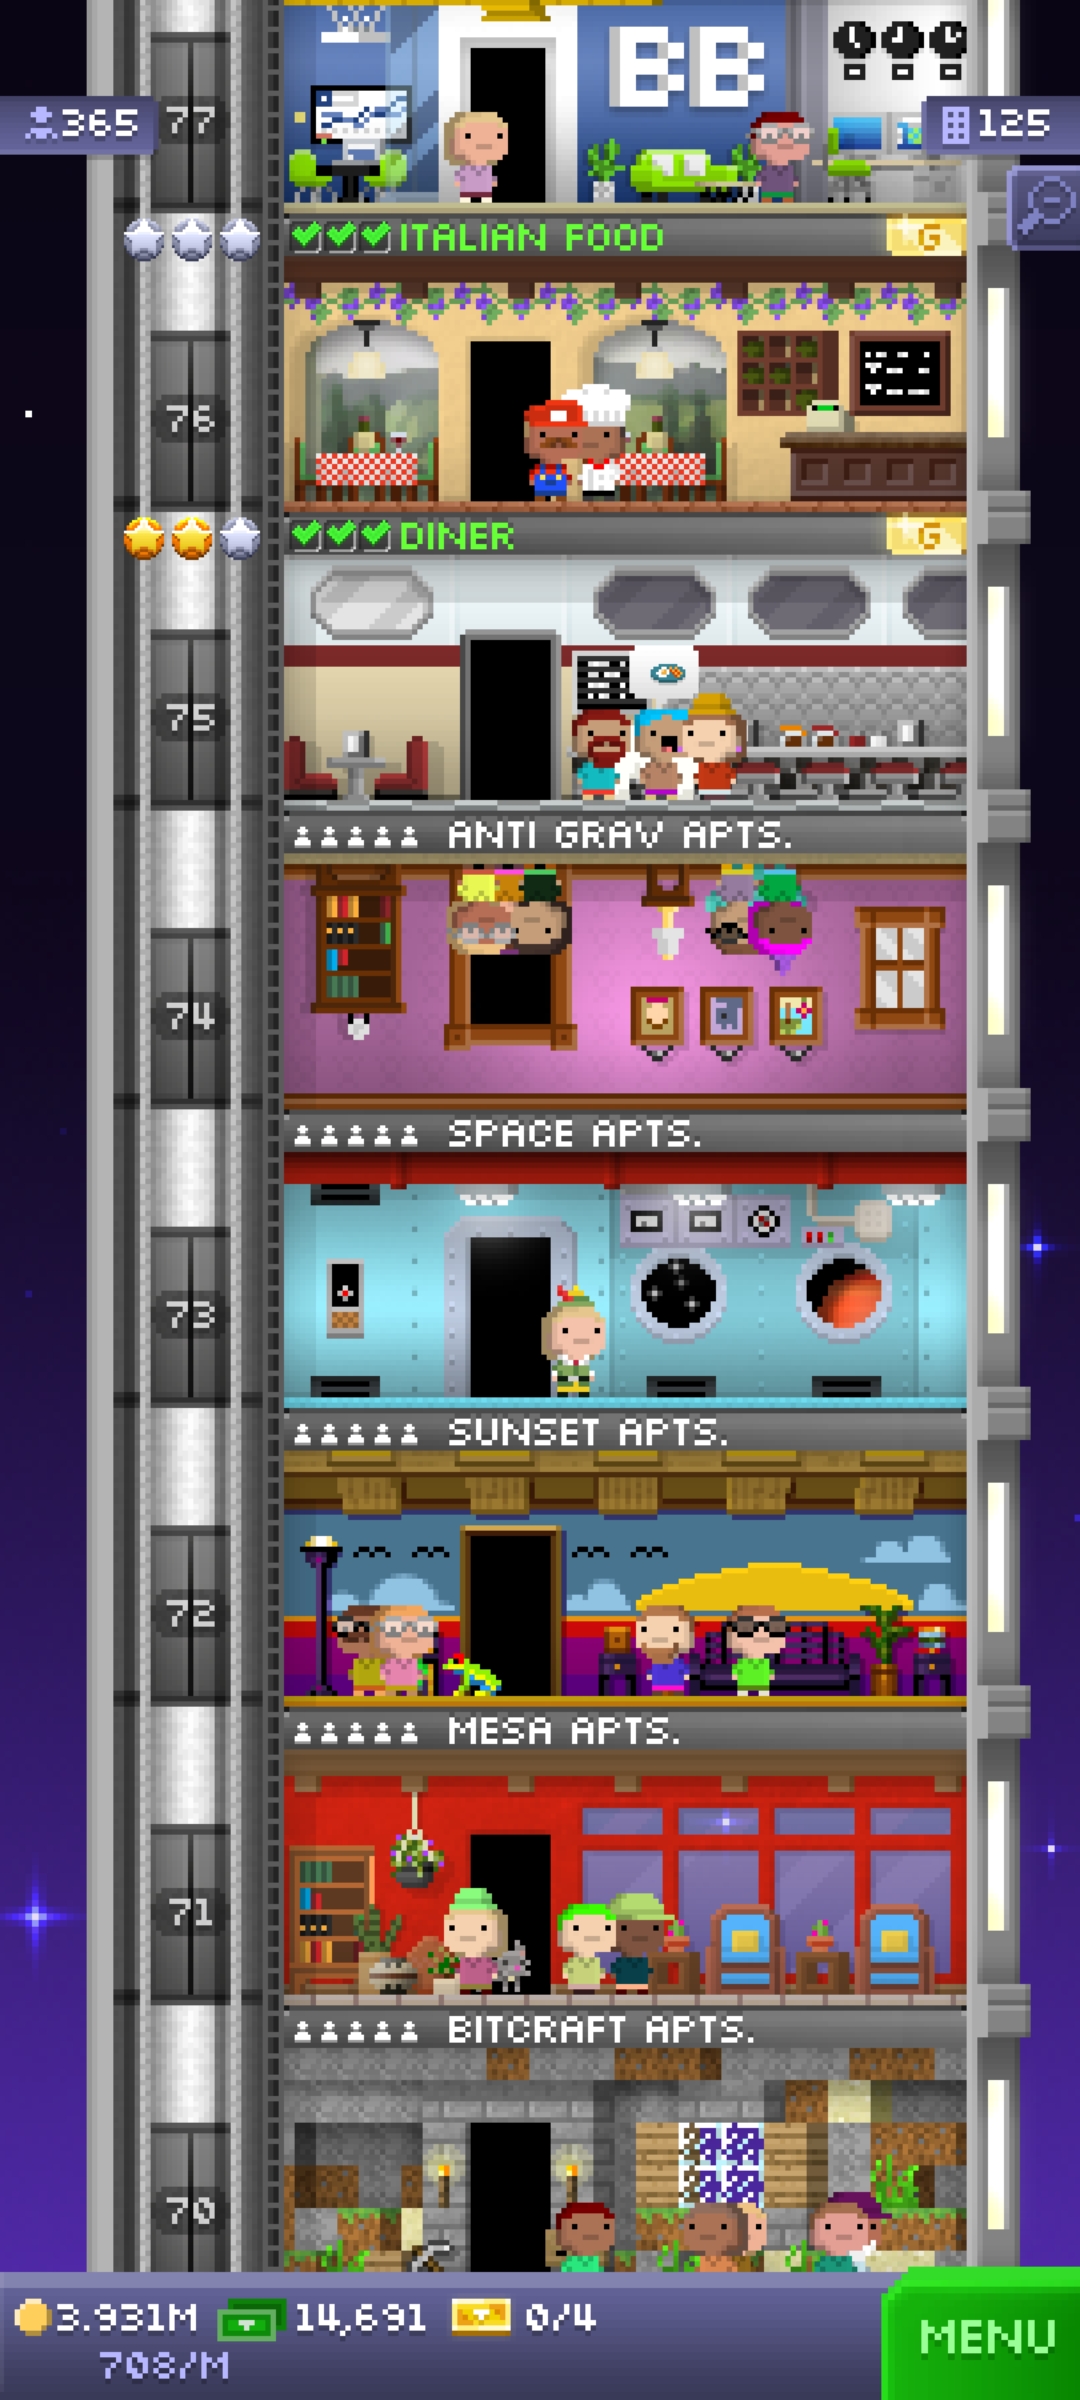 BB
365
77
125
ITALIAN FOOD
G
76
DINER
G
75
ANTI GRAV APTS.
74
SPACE APTS.
73
SUNSET APTS.
72
MESA APTS.
71
BITCRAFT APTS.
70
3.931M
14,691
0/4
708/M
MENU